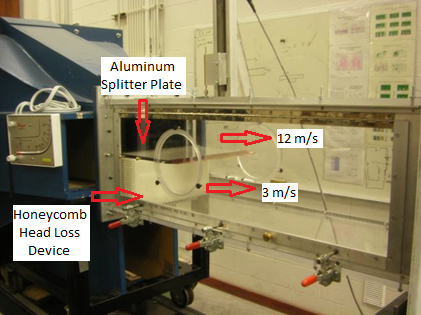 Aluminum
Splitter Plate
12 m/s
3 m/s
Honeycomb
Head Loss
Device